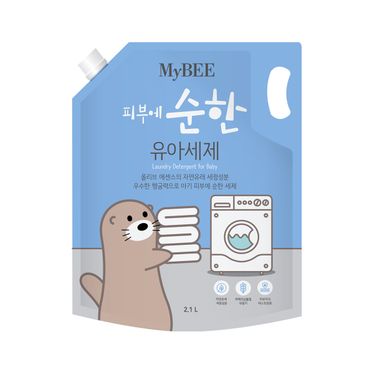 MyBEE
피부에 순한
유아세제
Laundry Detergent for Baby
올리브 에센스의 자연유래 세정성분
우수한 헹굼력으로 아기 피부에 순한 세제
2.1 L